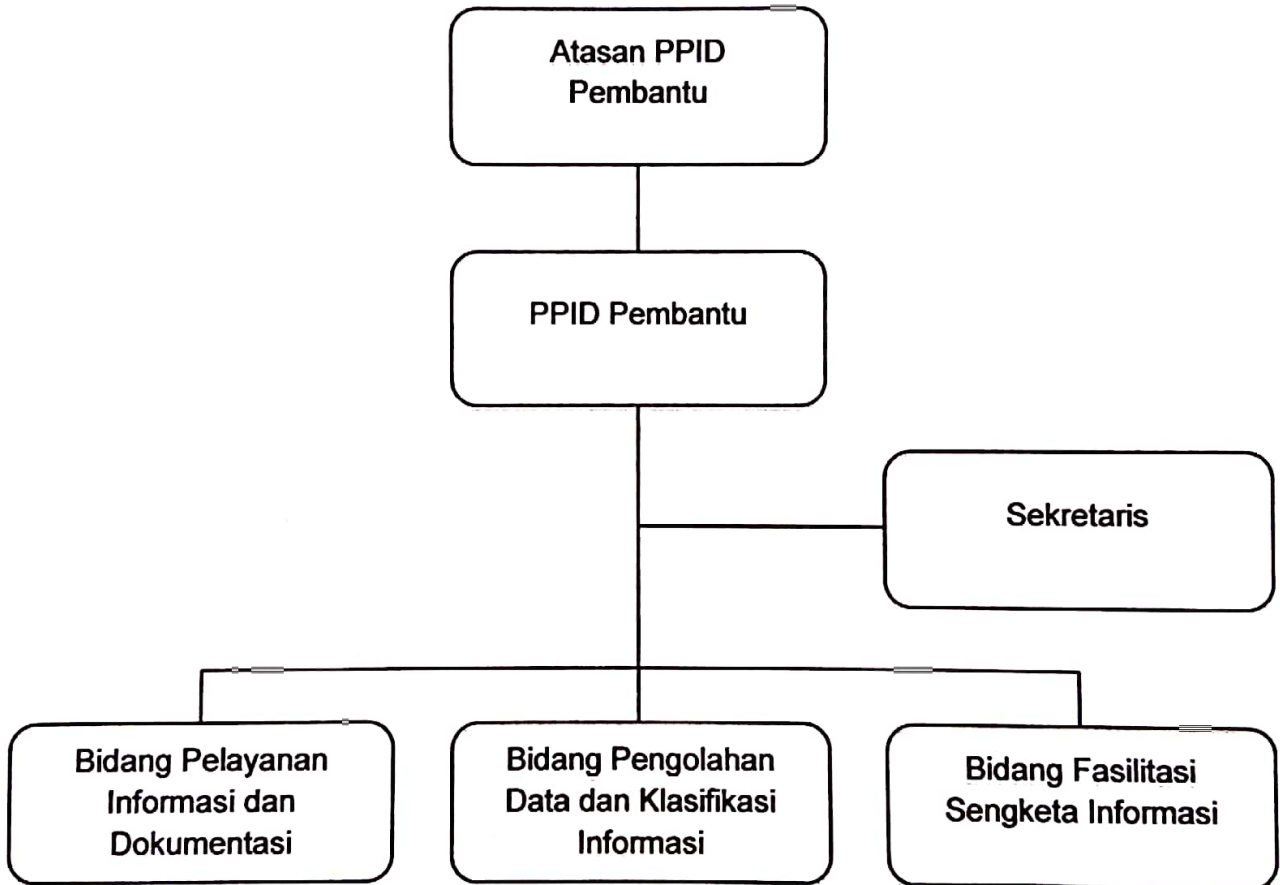 Atasan PPID
Pembantu
PPID Pembantu
Sekretaris
Bidang Pelayanan
Informasi dan
Dokumentasi
Bidang Pengolahan
Data dan Klasifikasi
Informasi
Bidang Fasilitasi
Sengketa Informasi